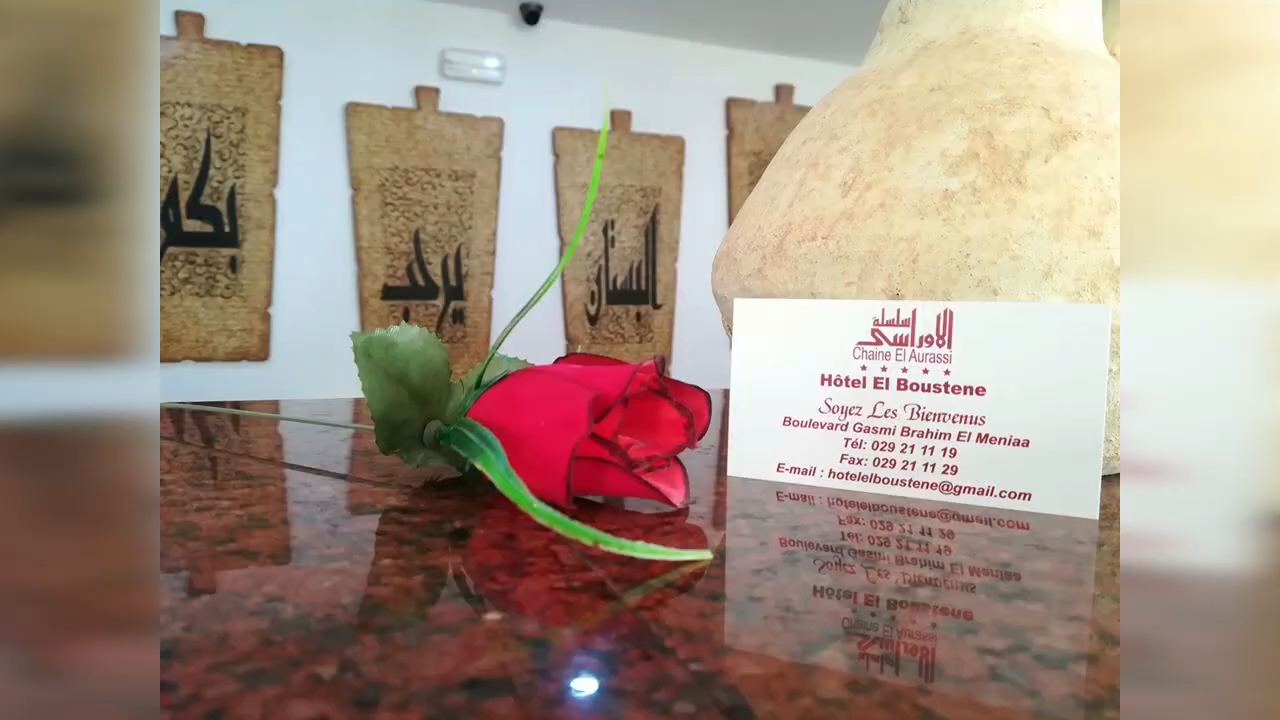 بكم
يرحب
البستان
سلسلة
الاوراسي
Chaine El Aurassi
Hôtel El Boustene
Soyez Les Bienvenus
Boulevard Gasmi Brahim El Meniaa
Tél: 029 21 11 19
Fax: 029 21 11 29
E-mail : hotelelboustene@gmail.com